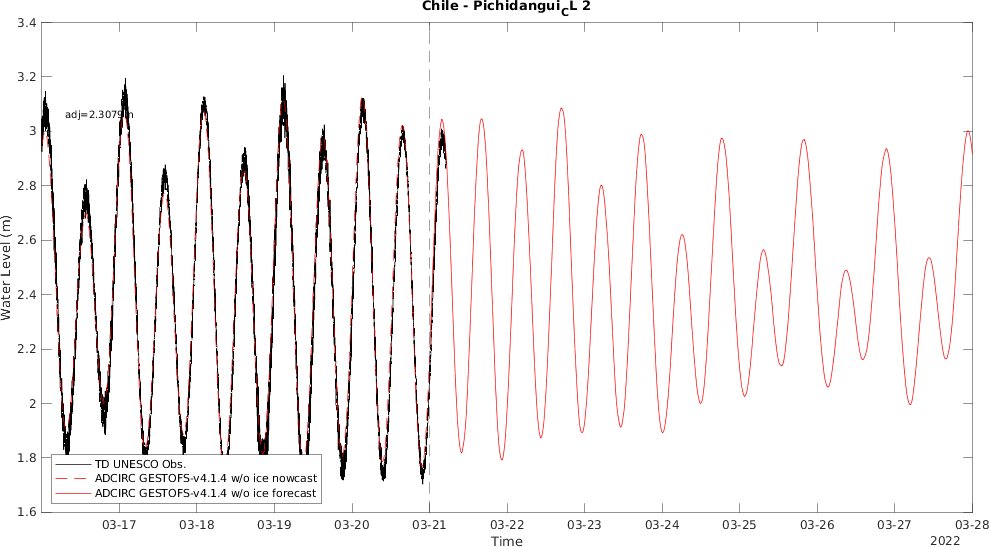 Chile - PichidanguiCL 2
3.4
3.2
3
2.8
2.6
2.4
2.2
2
1.8
1.6
Water Level (m)
adj=2.3079m
TD UNESCO Obs.
ADCIRC GESTOFS-v4.1.4 w/o ice nowcast
ADCIRC GESTOFS-v4.1.4 w/o ice forecast
03-17 03-18 03-19 03-20 03-21 03-22 03-23 03-24 03-25 03-26 03-27 03-28
Time
2022